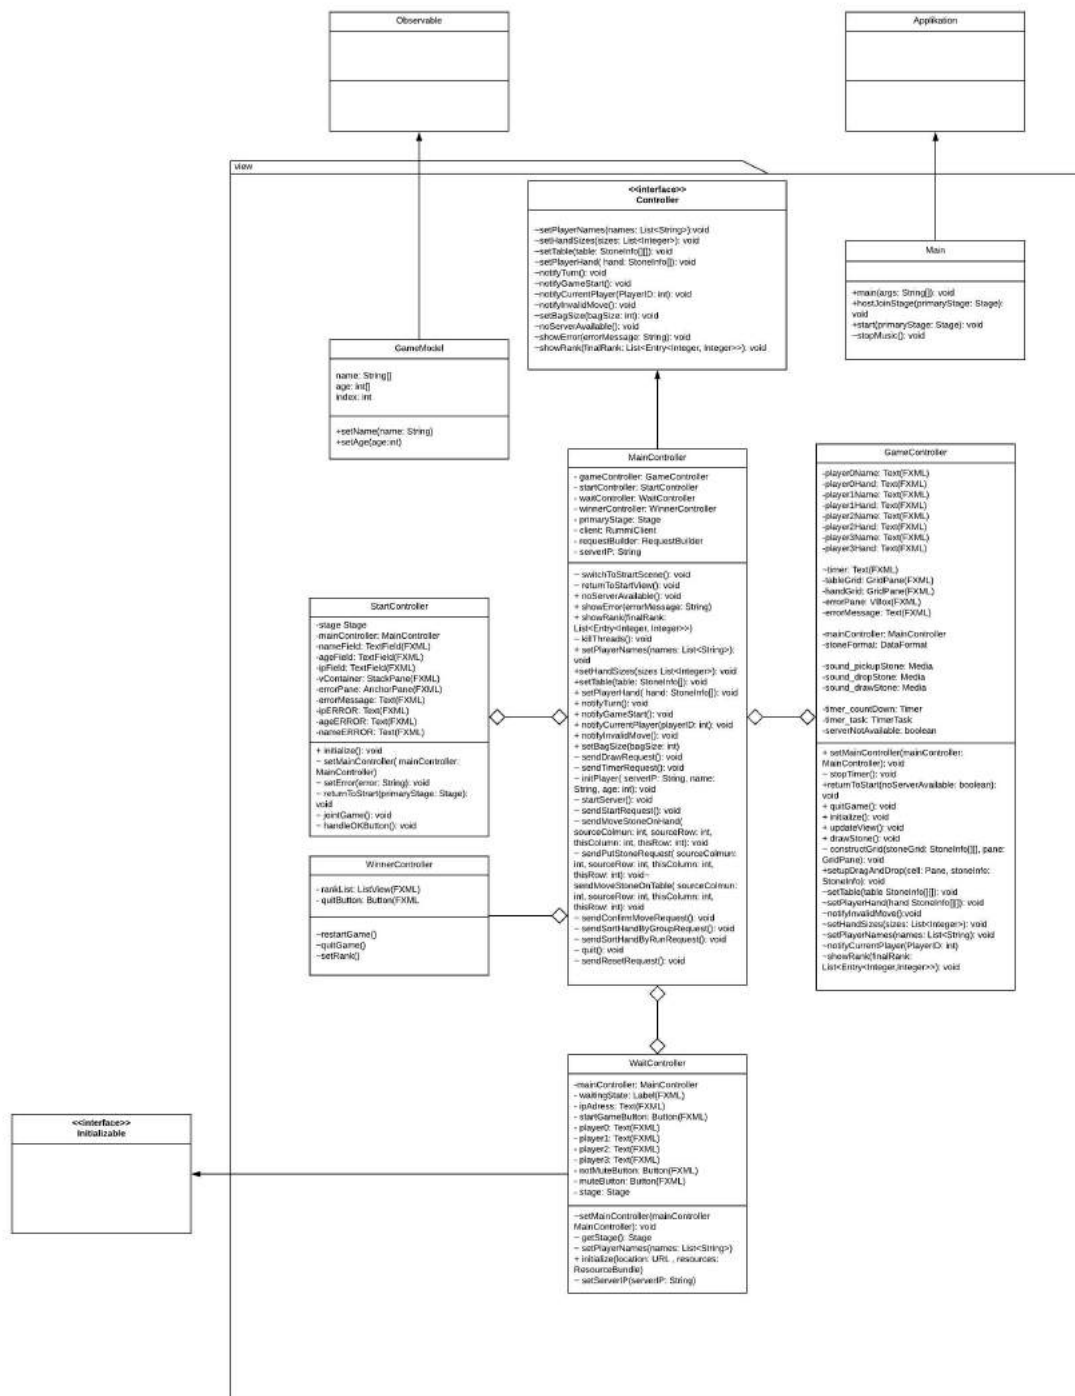 Observable
Applikation
view
<<interface>>
Controller
~setPlayerNames(names: List<String>):void
~setHandSizes(sizes: List<Integer>): void
~setTable(table: StoneInfo[][]): void
~setPlayerHand( hand: StoneInfo[]): void
~notifyTurn(): void
~notifyGameStart(): void
~notifyCurrentPlayer(PlayerID: int): void
~notifyInvalidMove(): void
~setBagSize(bagSize: int): void
~noServerAvailable(): void
~showError(errorMessage: String): void
~showRank(finalRank: List<Entry<Integer, Integer>>): void
Main
+main(args: String[]): void
+hostJoinStage(primaryStage: Stage):
void
+start(primaryStage: Stage): void
~stopMusic(): void
GameModel
name: String[]
age: int[]
index: int
+setName(name: String)
+setAge(age:int)
MainController
- gameController: GameController
- startController: StartController
- waitController: WaitController
- winnerController: WinnerController
- primaryStage: Stage
- client: RummiClient
- requestBuilder: RequestBuilder
- serverIP: String
~ switchToStrartScene(): void
~ returnToStartView(): void
+ noServerAvailable(): void
+ showError(errorMessage: String)
+ showRank(finalRank:
List<Entry<Integer, Integer>>)
~ killThreads(): void
+ setPlayerNames(names: List<String>):
void
+setHandSizes(sizes List<Integer>): void
+setTable(table: StoneInfo[][]): void
+ setPlayerHand( hand: StoneInfo[]): void
+ notifyTurn(): void
+ notifyGameStart(): void
+ notifyCurrentPlayer(playerID: int): void
+ notifyInvalidMove(): void
+ setBagSize(bagSize: int)
~ sendDrawRequest(): void
~ sendTimerRequest(): void
~ initPlayer( serverIP: String, name:
String, age: int): void
~ startServer(): void
~ sendStartRequest(): void
~ sendMoveStoneOnHand(
sourceColmun: int, sourceRow: int,
thisColumn: int, thisRow: int): void
~ sendPutStoneRequest( sourceColmun:
int, sourceRow: int, thisColumn: int,
thisRow: int): void~
sendMoveStoneOnTable( sourceColmun:
int, sourceRow: int, thisColumn: int,
thisRow: int): void
~ sendConfirmMoveRequest(): void
~ sendSortHandByGroupRequest(): void
~ sendSortHandByRunRequest(): void
~ quit(): void
~ sendResetRequest(): void
GameController
-player0Name: Text(FXML)
-player0Hand: Text(FXML)
-player1Name: Text(FXML)
-player1Hand: Text(FXML)
-player2Name: Text(FXML)
-player2Hand: Text(FXML)
-player3Name: Text(FXML)
-player3Hand: Text(FXML)
~timer: Text(FXML)
-tableGrid: GridPane(FXML)
-handGrid: GridPane(FXML)
-errorPane: VBox(FXML)
-errorMessage: Text(FXML)
-mainController: MainController
-stoneFormat: DataFormat
-sound_pickupStone: Media
-sound_dropStone: Media
-sound_drawStone: Media
-timer_countDown: Timer
-timer_task: TimerTask
-serverNotAvailable: boolean
+ setMainController(mainController:
MainController): void
~ stopTimer(): void
+returnToStart(noServerAvailable: boolean):
void
+ quitGame(): void
+ initialize(): void
+ updateView(): void
+ drawStone(): void
~ constructGrid(stoneGrid: StoneInfo[][], pane:
GridPane): void
+setupDragAndDrop(cell: Pane, stoneInfo:
StoneInfo): void
~setTable(table StoneInfo[][]): void
~setPlayerHand(hand StoneInfo[][]): void
~notifyInvalidMove():void
~setHandSizes(sizes: List<Integer>): void
~setPlayerNames(names: List<String): void
~notifyCurrentPlayer(PlayerID: int)
~showRank(finalRank:
List<Entry<Integer,Integer>>): void
StartController
-stage Stage
-mainController: MainController
-nameField: TextField(FXML)
-ageField: TextField(FXML)
-ipField: TextField(FXML)
-vContainer: StackPane(FXML)
-errorPane: AnchorPane(FXML)
-errorMessage: Text(FXML)
-ipERROR: Text(FXML)
-ageERROR: Text(FXML)
-nameERROR: Text(FXML)
+ initialize(): void
~ setMainController( mainController:
MainController)
~ setError(error: String): void
~ returnToStrart(primaryStage: Stage):
void
~ jointGame(): void
~ handleOKButton(): void
WinnerController
- rankList: ListView(FXML)
- quitButton: Button(FXML
~restartGame()
~quitGame()
~setRank()
WaitController
-mainController: MainController
- waitingState: Label(FXML)
- ipAdress: Text(FXML)
- startGameButton: Button(FXML)
- player0: Text(FXML)
- player1: Text(FXML)
- player2: Text(FXML)
- player3: Text(FXML)
- notMuteButton: Button(FXML)
- muteButton: Button(FXML)
- stage: Stage
~setMainController(mainController
MainController): void
~ getStage(): Stage
~ setPlayerNames(names: List<String>)
+ initialize(location: URL , resources:
ResourceBundle)
~ setServerIP(serverIP: String)
<<interface>>
Initializable